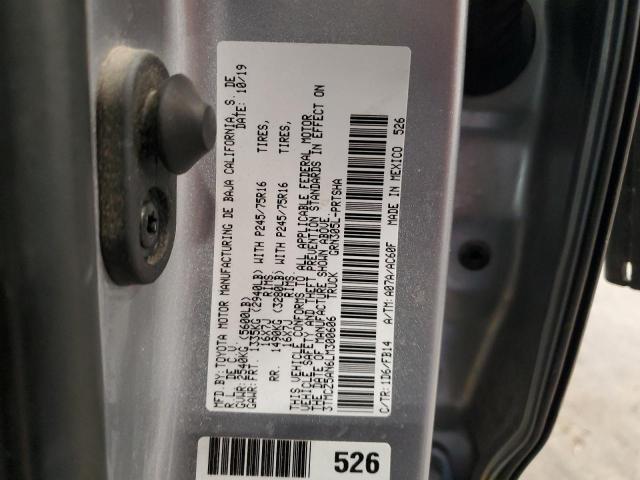 MFD.BY:TOYOTA MOTOR MANUFACTURING DE BAJA CALIFORNIA, S. DE
R.L. DE C.V. DATE: 10/19
GVWR:2540KG (5600LB)
GAWR:FRT. 1335KG (2940LB) WITH P245/75R16 TIRES,
16X7J RIMS
RR. 1490KG (3280LB) WITH P245/75R16 TIRES,
16X7J RIMS
THIS VEHICLE CONFORMS TO ALL APPLICABLE FEDERAL MOTOR
VEHICLE SAFETY AND THEFT PREVENTION STANDARDS IN EFFECT ON
THE DATE OF MANUFACTURE SHOWN ABOVE.
3TMCZ5AN6LM300606 TRUCK GRN305L-PRTSHA
C/TR:1D6/FB14 A/TM:A07A/AC60F MADE IN MEXICO 526
526